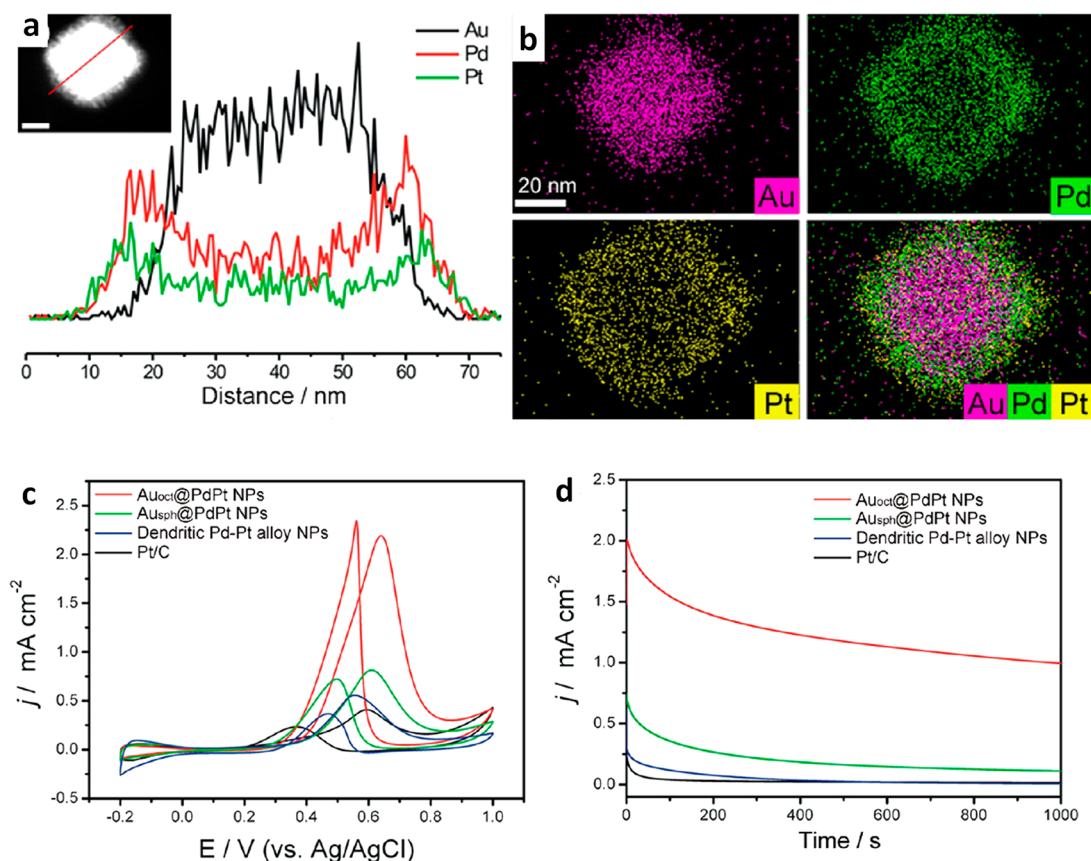 a
Au
Pd
Pt
0 10 20 30 40 50 60 70
Distance / nm
b
20 nm
Au
Pd
Pt
Au Pd Pt
c
Auoct@PdPt NPs
Ausph@PdPt NPs
Dendritic Pd-Pt alloy NPs
Pt/C
2.5
2.0
1.5
1.0
0.5
0.0
-0.5
j / mA cm-2
-0.2 0.0 0.2 0.4 0.6 0.8 1.0
E / V (vs. Ag/AgCl)
d
Auoct@PdPt NPs
Ausph@PdPt NPs
Dendritic Pd-Pt alloy NPs
Pt/C
2.5
2.0
1.5
1.0
0.5
0.0
j / mA cm-2
0 200 400 600 800 1000
Time / s